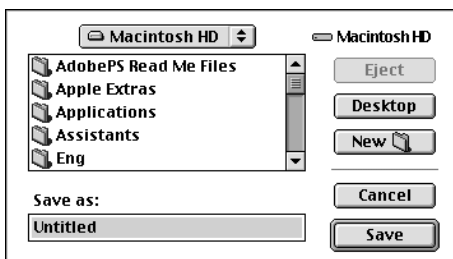 Macintosh HD
Macintosh HD
AdobePS Read Me Files
Apple Extras
Applications
Assistants
Eng
Eject
Desktop
New
Save as:
Untitled
Cancel
Save